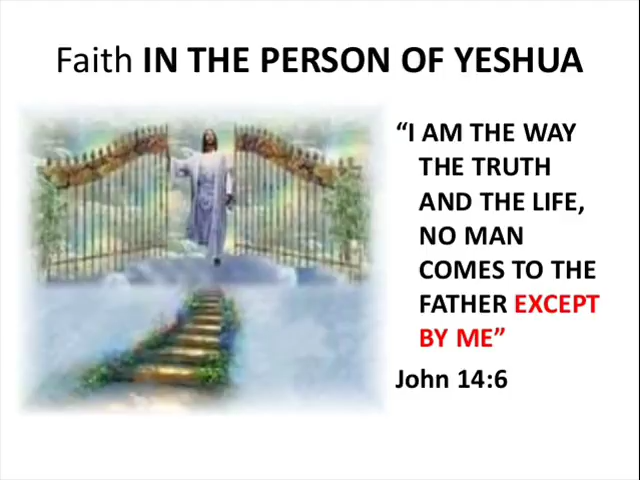 Faith IN THE PERSON OF YESHUA
“I AM THE WAY
THE TRUTH
AND THE LIFE,
NO MAN
COMES TO THE
FATHER EXCEPT
BY ME”
John 14:6